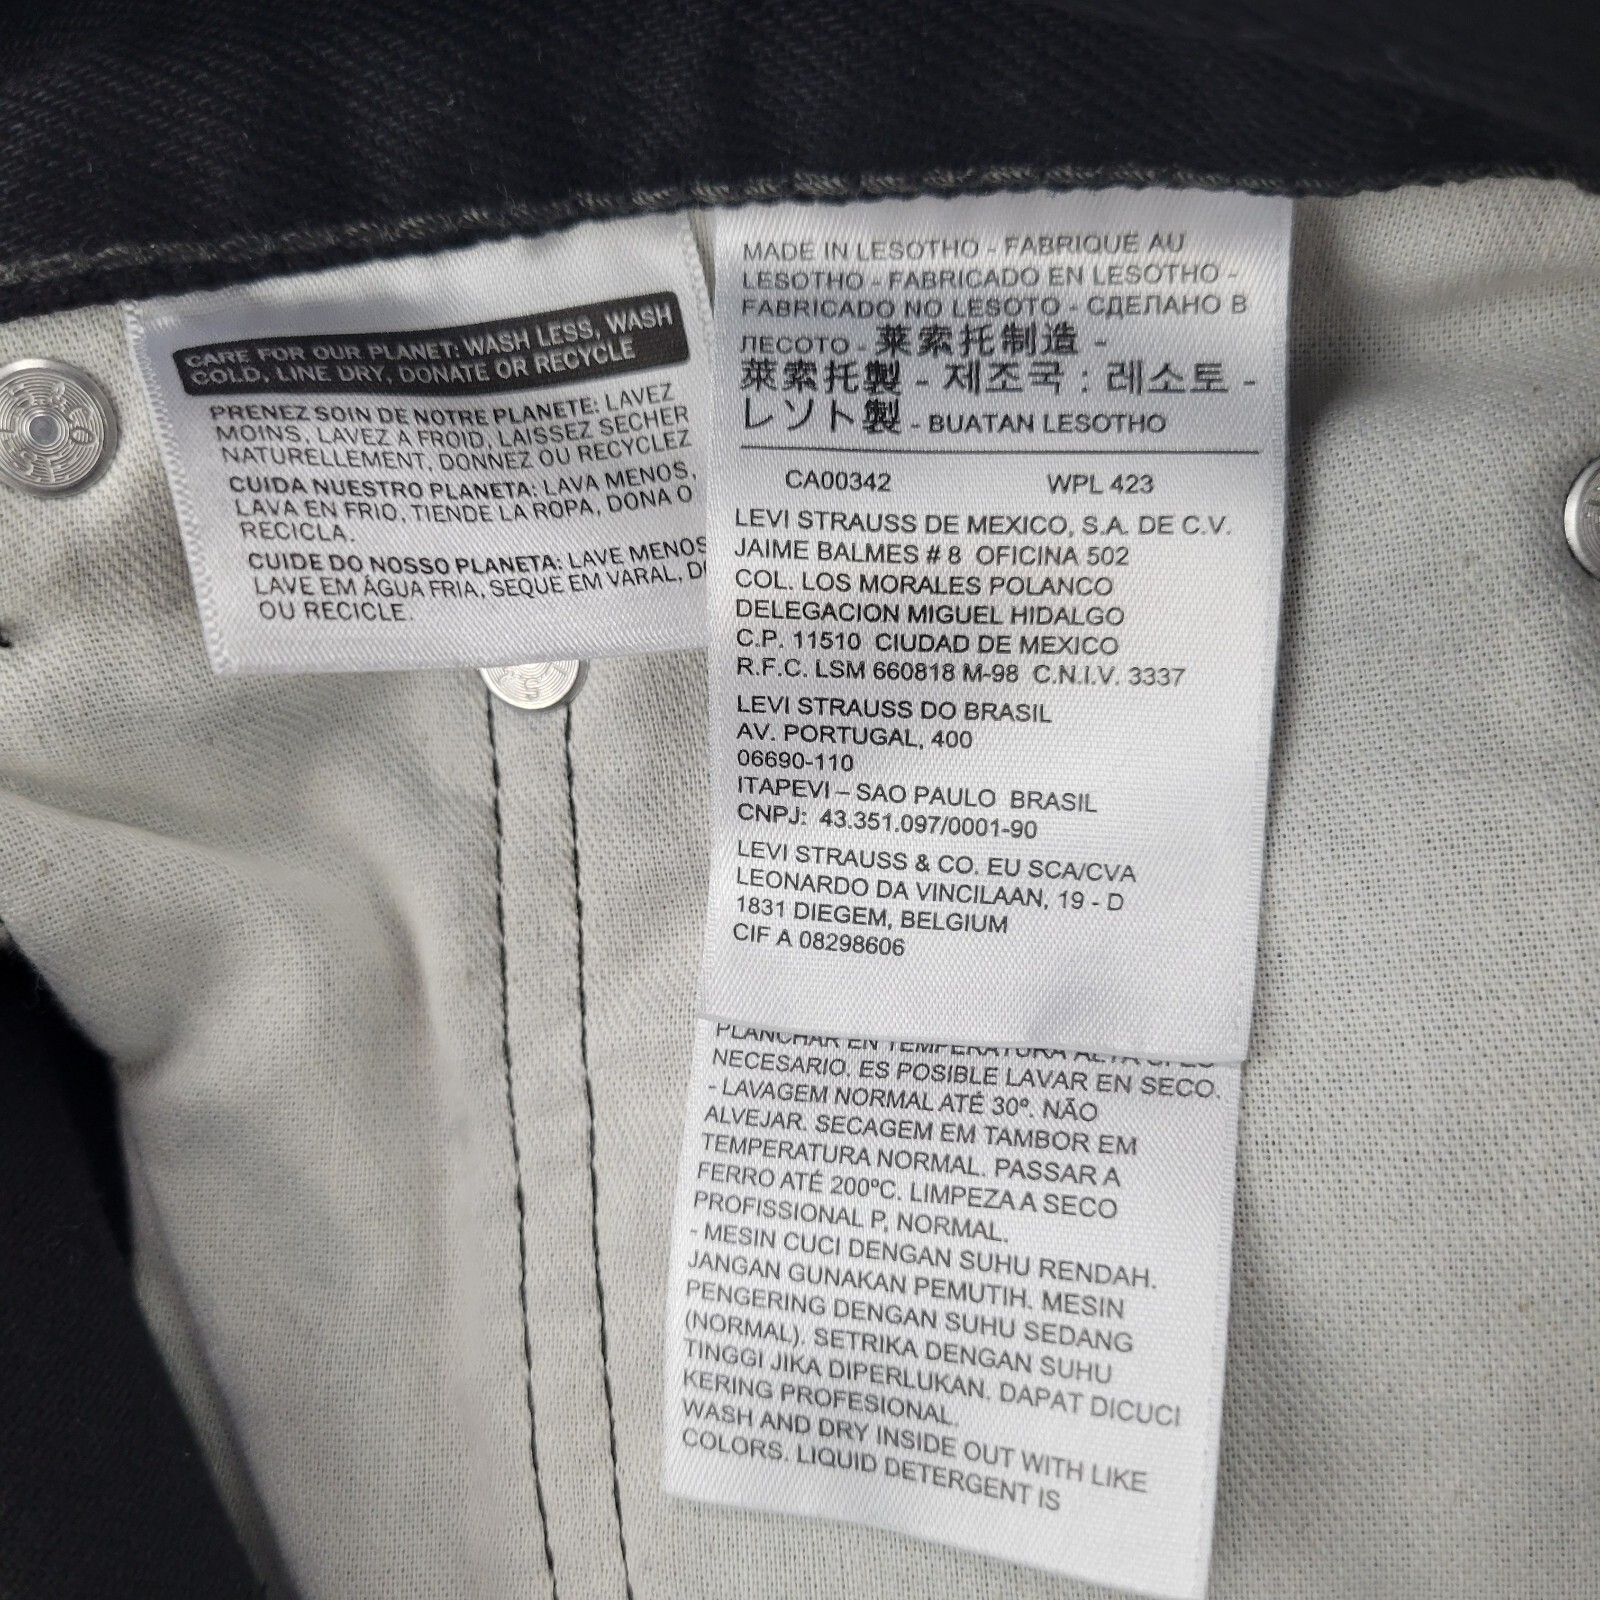 CARE FOR OUR PLANET: WASH LESS, WASH
COLD, LINE DRY, DONATE OR RECYCLE
PRENEZ SOIN DE NOTRE PLANETE: LAVEZ
MOINS, LAVEZ A FROID, LAISSEZ SECHER
NATURELLEMENT, DONNEZ OU RECYCLEZ
CUIDA NUESTRO PLANETA: LAVA MENOS,
LAVA EN FRIO, TIENDE LA ROPA, DONA O
RECICLA.
CUIDE DO NOSSO PLANETA: LAVE MENOS
LAVE EM ÁGUA FRIA, SEQUE EM VARAL,
OU RECICLE.
MADE IN LESOTHO - FABRIQUE AU
LESOTHO - FABRICADO EN LESOTHO -
FABRICADO NO LESOTO - СДЕЛАНО В
ЛЕСОТО - 莱索托制造 -
萊索托製 - 제조국 : 레소토 -
レソト製 - BUATAN LESOTHO
CA00342 WPL 423
LEVI STRAUSS DE MEXICO, S.A. DE C.V.
JAIME BALMES # 8 OFICINA 502
COL. LOS MORALES POLANCO
DELEGACION MIGUEL HIDALGO
C.P. 11510 CIUDAD DE MEXICO
R.F.C. LSM 660818 M-98 C.N.I.V. 3337
LEVI STRAUSS DO BRASIL
AV. PORTUGAL, 400
06690-110
ITAPEVI – SAO PAULO BRASIL
CNPJ: 43.351.097/0001-90
LEVI STRAUSS & CO. EU SCA/CVA
LEONARDO DA VINCILAAN, 19 - D
1831 DIEGEM, BELGIUM
CIF A 08298606
PLANCHAR EN TEMPERATURA ALTA SI ES
NECESARIO. ES POSIBLE LAVAR EN SECO.
- LAVAGEM NORMAL ATÉ 30º. NÃO
ALVEJAR. SECAGEM EM TAMBOR EM
TEMPERATURA NORMAL. PASSAR A
FERRO ATÉ 200ºC. LIMPEZA A SECO
PROFISSIONAL P, NORMAL.
- MESIN CUCI DENGAN SUHU RENDAH.
JANGAN GUNAKAN PEMUTIH. MESIN
PENGERING DENGAN SUHU SEDANG
(NORMAL). SETRIKA DENGAN SUHU
TINGGI JIKA DIPERLUKAN. DAPAT DICUCI
KERING PROFESIONAL.
WASH AND DRY INSIDE OUT WITH LIKE
COLORS. LIQUID DETERGENT IS